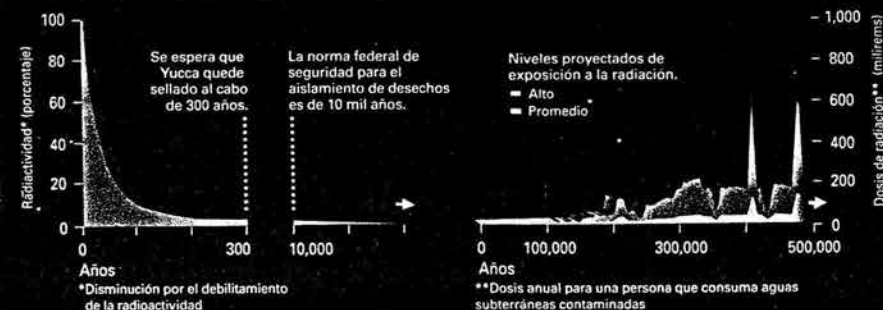 100
80
60
40
20
0
Radiactividad* (porcentaje)
Se espera que
Yucca quede
sellado al cabo
de 300 años.
La norma federal de
seguridad para el
aislamiento de desechos
es de 10 mil años.
Niveles proyectados de
exposición a la radiación.
Alto
Promedio
1,000
800
600
400
200
0
Dosis de radiación** (milirems)
0
300
10,000
Años
*Disminución por el debilitamiento
de la radioactividad
0
100,000
300,000
500,000
Años
**Dosis anual para una persona que consuma aguas
subterráneas contaminadas